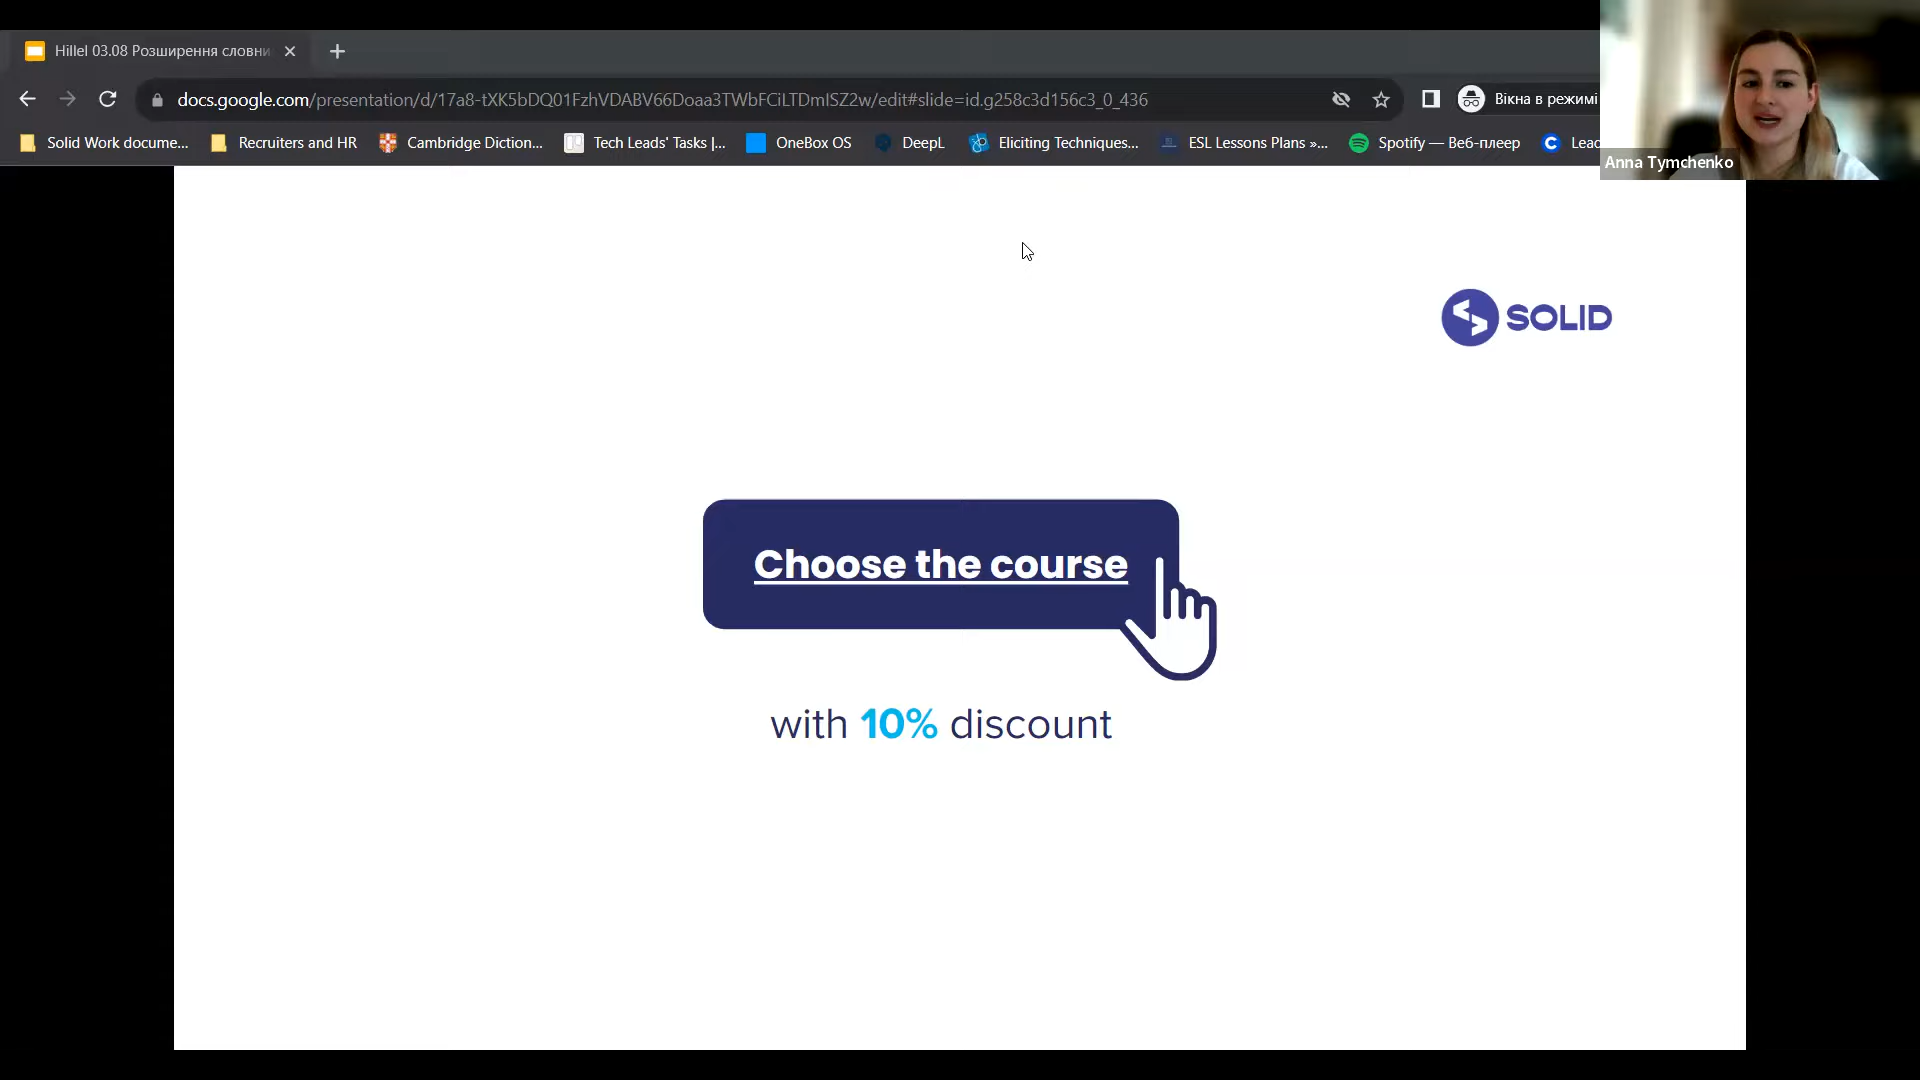 Hillel 03.08 Розширення словни
docs.google.com/presentation/d/17a8-tXK5bDQ01FzhVDABV66Doaa3TWbFCiLTDmISZ2w/edit#slide=id.g258c3d156c3_0_436
Вікна в режимі
Solid Work docume...
Recruiters and HR
Cambridge Diction...
Tech Leads' Tasks |...
OneBox OS
DeepL
Eliciting Techniques...
ESL Lessons Plans »...
Spotify — Веб-плеер
Leac
Anna Tymchenko
SOLID
Choose the course
with 10% discount